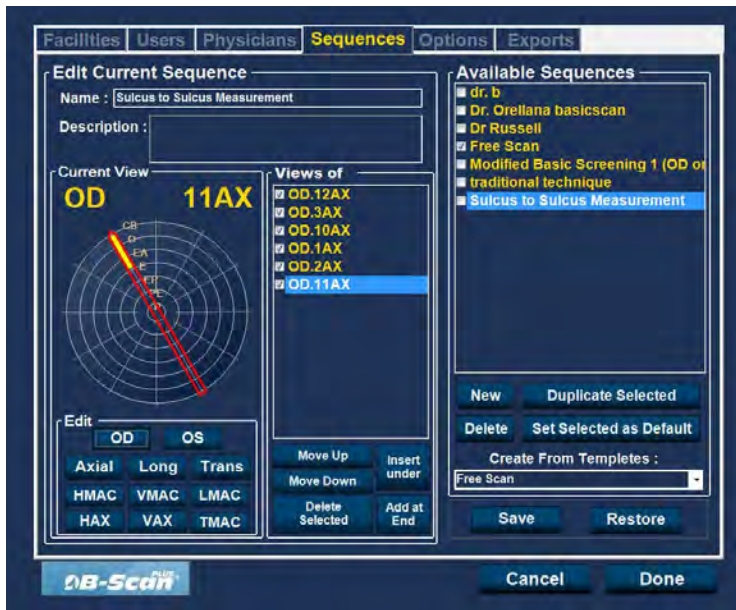 Facilities Users Physicians Sequences Options Exports
Edit Current Sequence
Name : Sulcus to Sulcus Measurement
Description :
Current View
OD 11AX
CB
O
EA
E
EP
PE
P
Edit
OD OS
Axial Long Trans
HMAC VMAC LMAC
HAX VAX TMAC
Views of
OD.12AX
OD.3AX
OD.10AX
OD.1AX
OD.2AX
OD.11AX
Move Up
Move Down
Delete
Selected
Insert
under
Add at
End
Available Sequences
dr. b
Dr. Orellana basicscan
Dr Russell
Free Scan
Modified Basic Screening 1 (OD or
traditional technique
Sulcus to Sulcus Measurement
New Duplicate Selected
Delete Set Selected as Default
Create From Templetes :
Free Scan
Save Restore
B-Scan PLUS
Cancel Done